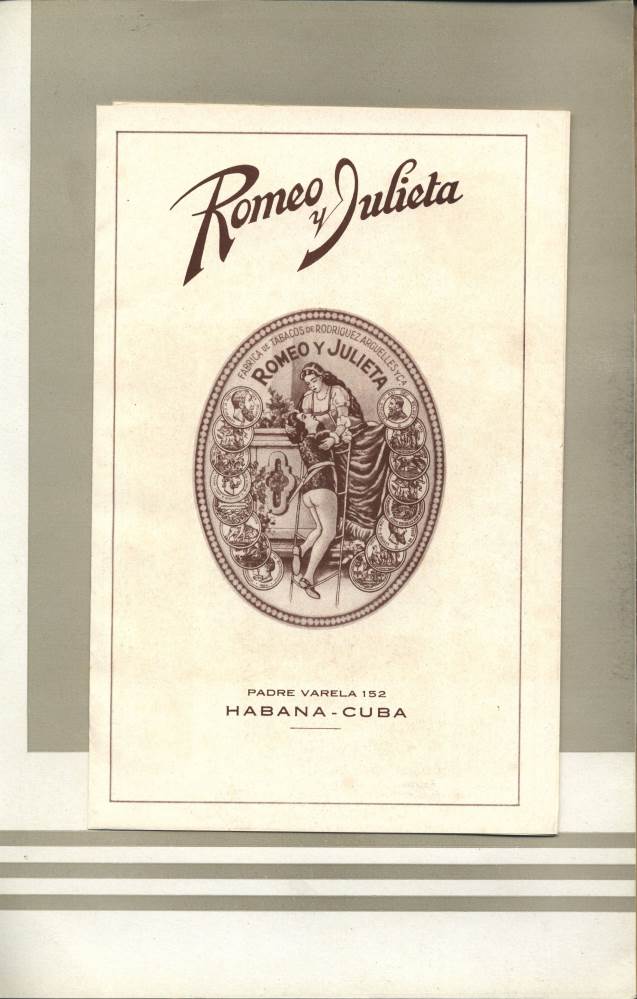 Romeo y Julieta
FABRICA DE TABACOS DE RODRIGUEZ ARGUELLES Y CA
ROMEO Y JULIETA
PADRE VARELA 152
HABANA - CUBA